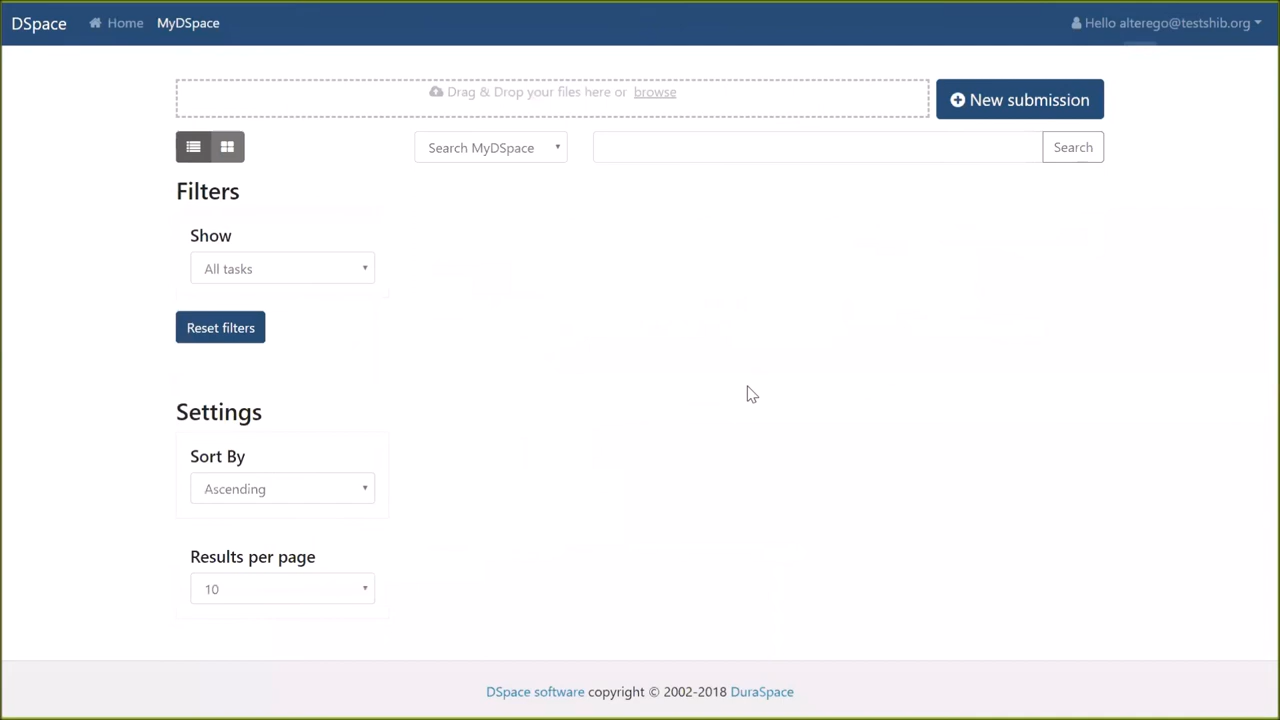 DSpace Home MyDSpace Hello alterego@testshib.org
Drag & Drop your files here or browse
New submission
Search MyDSpace
Search
Filters
Show
All tasks
Reset filters
Settings
Sort By
Ascending
Results per page
10
DSpace software copyright © 2002-2018 DuraSpace